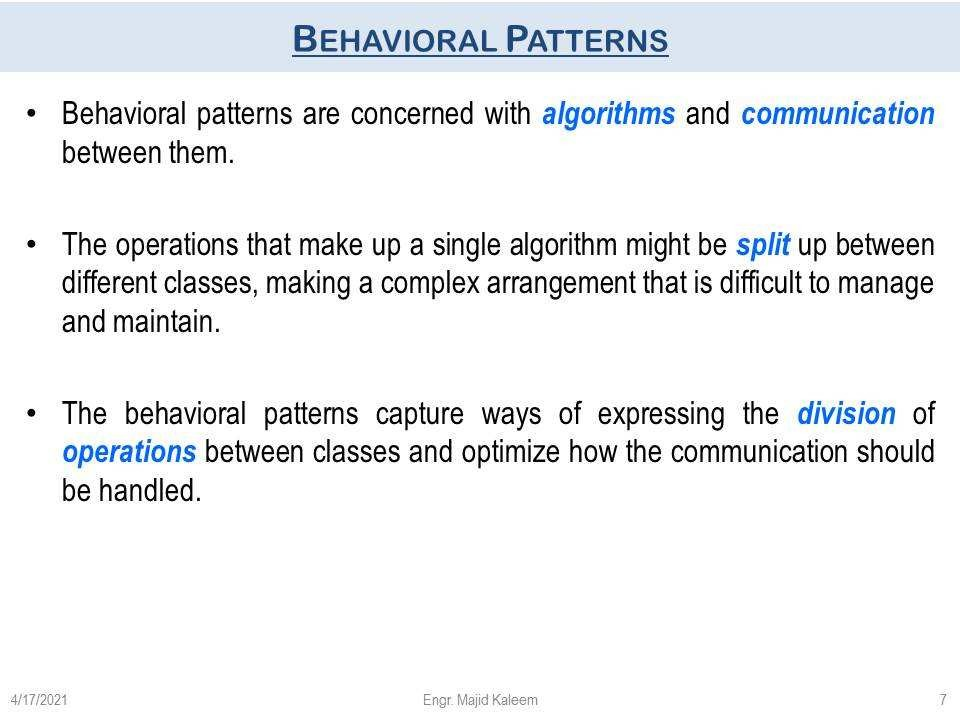 BEHAVIORAL PATTERNS
• Behavioral patterns are concerned with algorithms and communication
between them.
• The operations that make up a single algorithm might be split up between
different classes, making a complex arrangement that is difficult to manage
and maintain.
• The behavioral patterns capture ways of expressing the division of
operations between classes and optimize how the communication should
be handled.
4/17/2021
Engr. Majid Kaleem
7